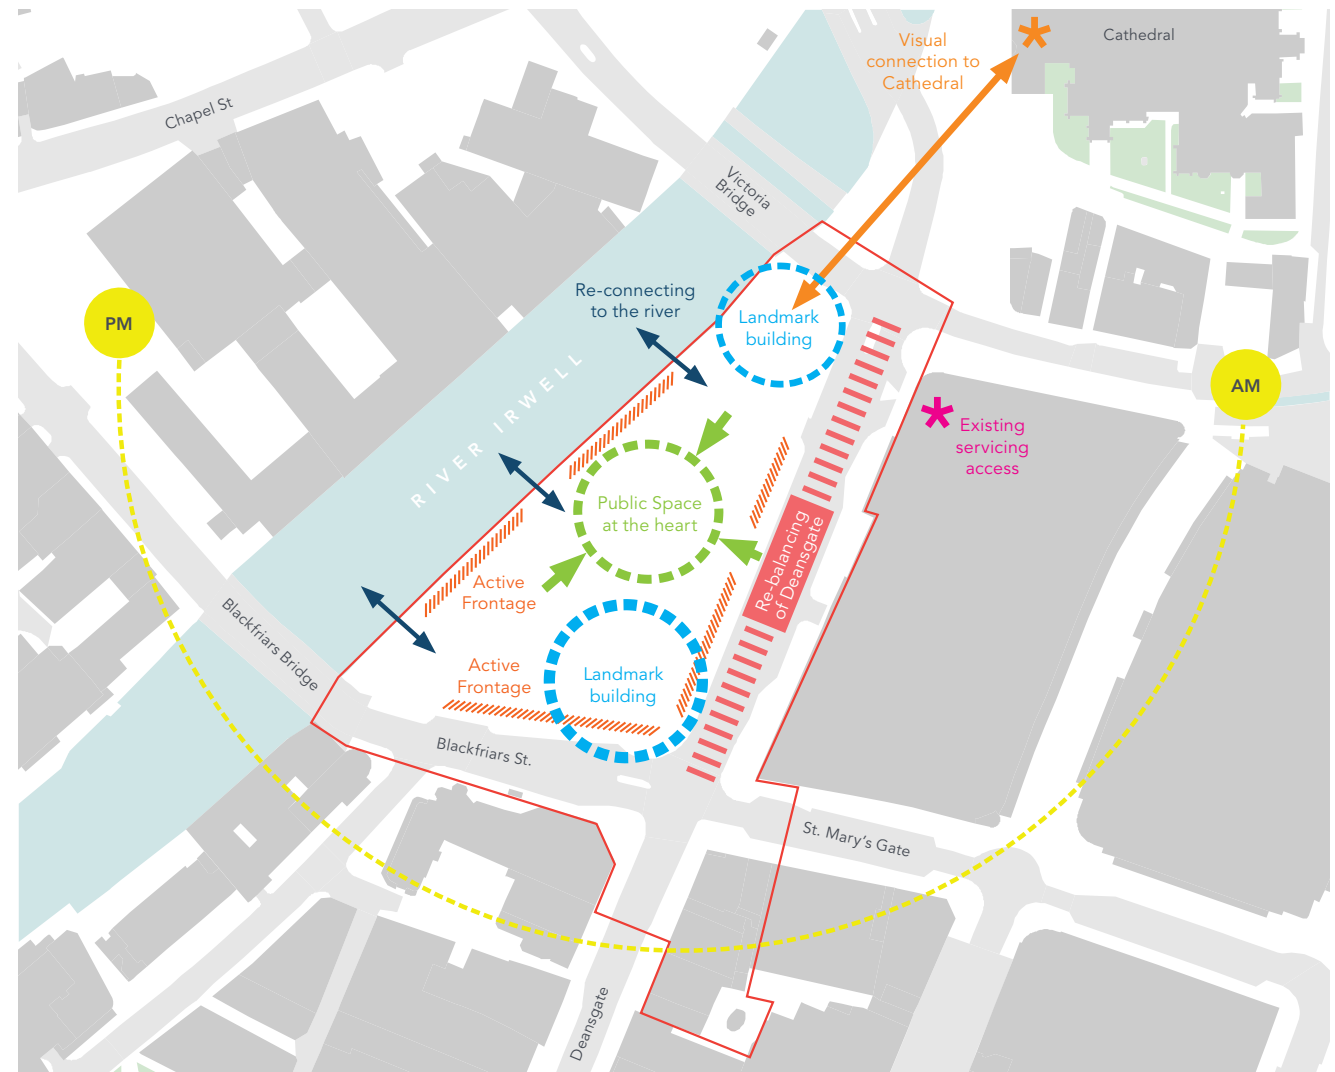 Visual
connection to
Cathedral
Cathedral
Chapel St
Victoria
Bridge
PM
Re-connecting
to the river
Landmark
building
RIVER IRWELL
AM
Existing
servicing
access
Public Space
at the heart
Re-balancing
of Deansgate
Active
Frontage
Blackfriars Bridge
Active
Frontage
Landmark
building
Blackfriars St.
St. Mary's Gate
Deansgate